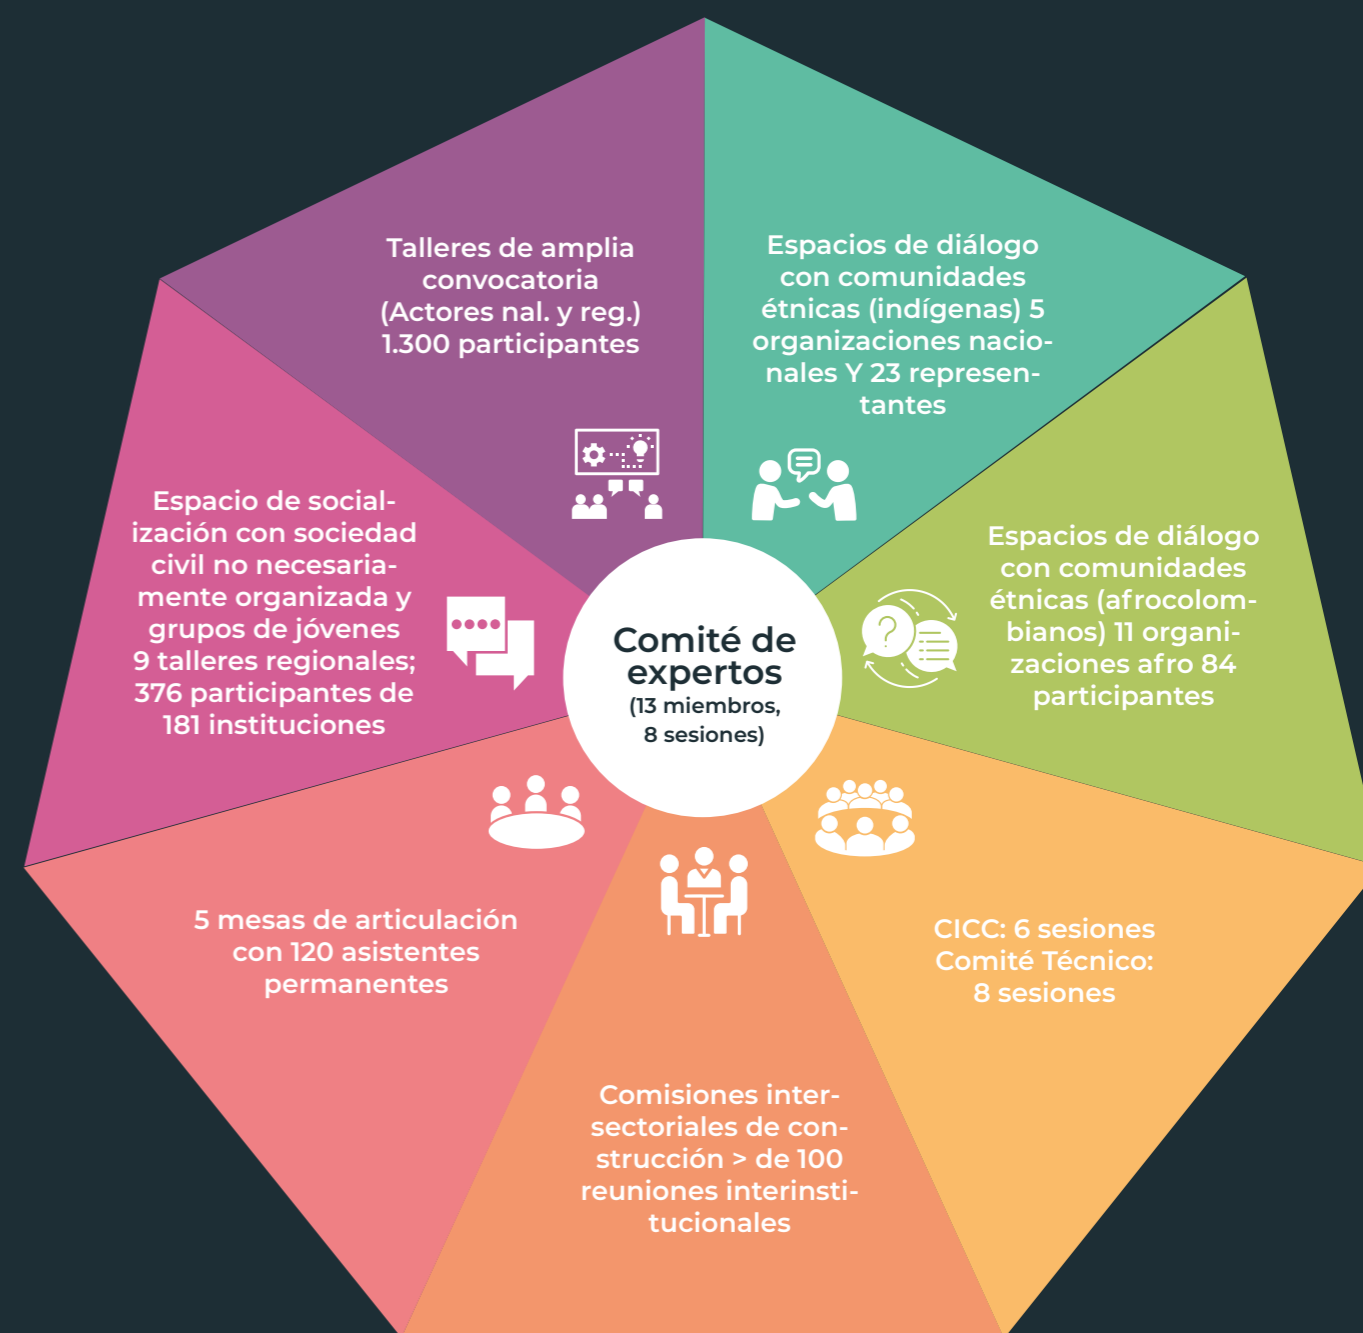 Talleres de amplia
convocatoria
(Actores nal. y reg.)
1.300 participantes
Espacios de diálogo
con comunidades
étnicas (indígenas) 5
organizaciones nacio-
nales Y 23 represen-
tantes
Espacios de diálogo
con comunidades
étnicas (afrocolom-
bianos) 11 organi-
zaciones afro 84
participantes
CICC: 6 sesiones
Comité Técnico:
8 sesiones
Comisiones inter-
sectoriales de con-
strucción > de 100
reuniones interinsti-
tucionales
5 mesas de articulación
con 120 asistentes
permanentes
Espacio de social-
ización con sociedad
civil no necesaria-
mente organizada y
grupos de jóvenes
9 talleres regionales;
376 participantes de
181 instituciones
Comité de
expertos
(13 miembros,
8 sesiones)